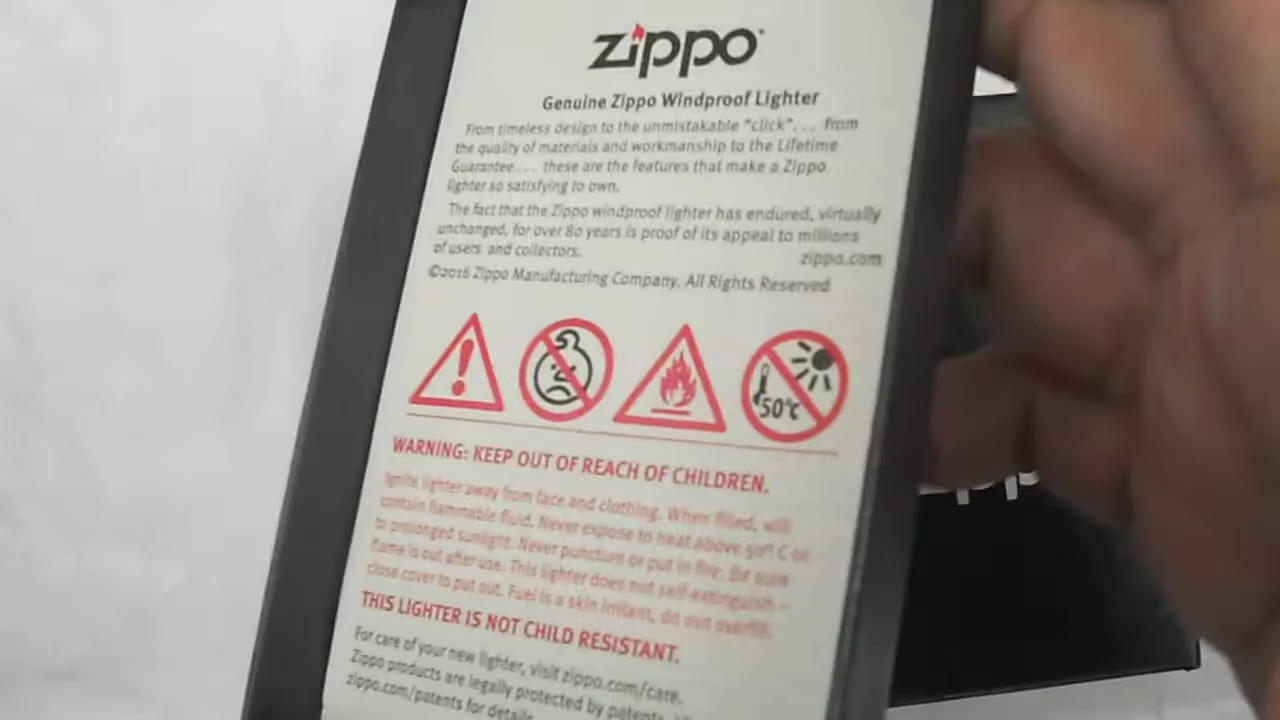 zippo
Genuine Zippo Windproof Lighter
From timeless design to the unmistakable "click". . . from
the quality of materials and workmanship to the Lifetime
Guarantee. . . these are the features that make a Zippo
lighter so satisfying to own.
The fact that the Zippo windproof lighter has endured, virtually
unchanged, for over 80 years is proof of its appeal to millions
of users and collectors.
zippo.com
©2016 Zippo Manufacturing Company. All Rights Reserved
50°C
WARNING: KEEP OUT OF REACH OF CHILDREN.
Ignite lighter away from face and clothing. When filled, will
contain flammable fluid. Never expose to heat above 50° C or
to prolonged sunlight. Never puncture or put in fire. Be sure
flame is out after use. This lighter does not self-extinguish –
close cover to put out. Fuel is a skin irritant, do not overfill.
THIS LIGHTER IS NOT CHILD RESISTANT.
For care of your new lighter, visit zippo.com/care.
Zippo products are legally protected by patents.
zippo.com/patents for details.